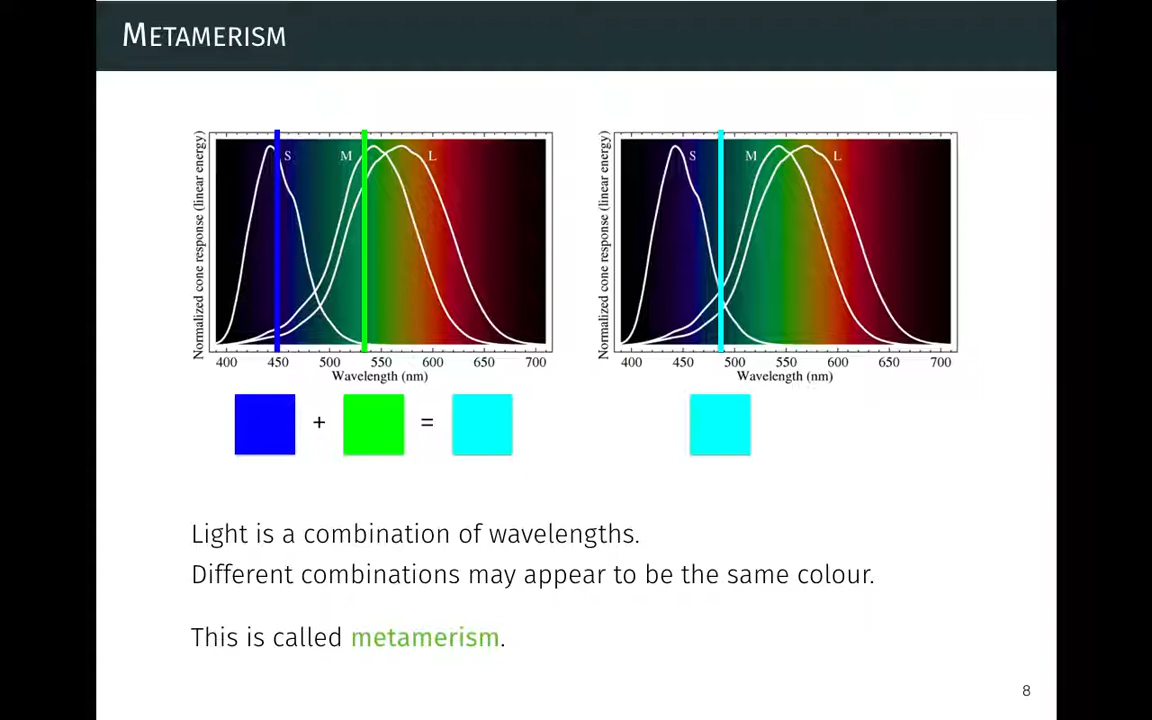 METAMERISM
Normalized cone response (linear energy)
S M L
400 450 500 550 600 650 700
Wavelength (nm)
Normalized cone response (linear energy)
S M L
400 450 500 550 600 650 700
Wavelength (nm)
+ =
Light is a combination of wavelengths.
Different combinations may appear to be the same colour.
This is called metamerism.
8